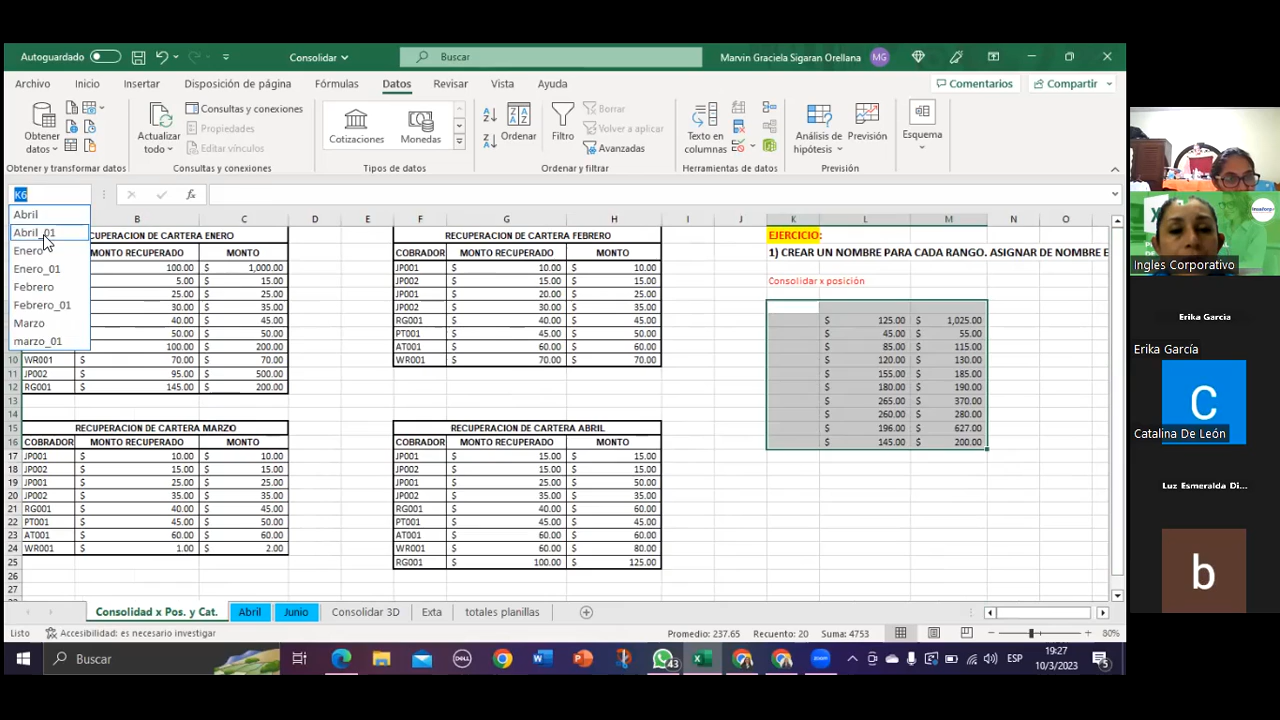 Autoguardado Consolidar Buscar Marvin Graciela Sigaran Orellana MG
Archivo Inicio Insertar Disposición de página Fórmulas Datos Revisar Vista Ayuda Comentarios Compartir
Obtener datos Actualizar todo Consultas y conexiones Propiedades Editar vínculos Cotizaciones Monedas Ordenar Filtro Borrar Volver a aplicar Avanzadas Texto en columnas Análisis de hipótesis Previsión Esquema
Obtener y transformar datos Consultas y conexiones Tipos de datos Ordenar y filtrar Herramientas de datos Previsión
K6 fx
Abril
Abril_01
Enero
Enero_01
Febrero
Febrero_01
Marzo
marzo_01
B C D E F G H I J K L M N O
CUPERACION DE CARTERA ENERO
MONTO RECUPERADO MONTO
100.00 $ 1,000.00
5.00 $ 15.00
25.00 $ 25.00
30.00 $ 35.00
40.00 $ 45.00
50.00 $ 50.00
100.00 $ 200.00
10 WR001 $ 70.00 $ 70.00
11 JP002 $ 95.00 $ 500.00
12 RG001 $ 145.00 $ 200.00
RECUPERACION DE CARTERA FEBRERO
COBRADOR MONTO RECUPERADO MONTO
JP001 $ 10.00 $ 10.00
JP002 $ 15.00 $ 15.00
JP001 $ 20.00 $ 25.00
JP002 $ 30.00 $ 35.00
RG001 $ 40.00 $ 45.00
PT001 $ 45.00 $ 50.00
AT001 $ 60.00 $ 60.00
WR001 $ 70.00 $ 70.00
EJERCICIO:
1) CREAR UN NOMBRE PARA CADA RANGO. ASIGNAR DE NOMBRE E
Consolidar x posición
$ 125.00 $ 1,025.00
$ 45.00 $ 55.00
$ 85.00 $ 115.00
$ 120.00 $ 130.00
$ 155.00 $ 185.00
$ 180.00 $ 190.00
$ 265.00 $ 370.00
$ 260.00 $ 280.00
$ 196.00 $ 627.00
$ 145.00 $ 200.00
13
14
15 RECUPERACION DE CARTERA MARZO
16 COBRADOR MONTO RECUPERADO MONTO
17 JP001 $ 10.00 $ 10.00
18 JP002 $ 15.00 $ 15.00
19 JP001 $ 25.00 $ 25.00
20 JP002 $ 35.00 $ 35.00
21 RG001 $ 40.00 $ 45.00
22 PT001 $ 45.00 $ 50.00
23 AT001 $ 60.00 $ 60.00
24 WR001 $ 1.00 $ 2.00
25
26
27
RECUPERACION DE CARTERA ABRIL
COBRADOR MONTO RECUPERADO MONTO
JP001 $ 15.00 $ 15.00
JP002 $ 15.00 $ 15.00
JP001 $ 25.00 $ 50.00
JP002 $ 35.00 $ 35.00
RG001 $ 40.00 $ 60.00
PT001 $ 45.00 $ 45.00
AT001 $ 60.00 $ 60.00
WR001 $ 60.00 $ 80.00
RG001 $ 100.00 $ 125.00
Consolidad x Pos. y Cat. Abril Junio Consolidar 3D Exta totales planillas
Listo Accesibilidad: es necesario investigar Promedio: 237.65 Recuento: 20 Suma: 4753 80%
Buscar DELL 43 ESP 19:27
10/3/2023 5
Ingles Corporativo
Erika Garcia
Erika García
C
Catalina De León
Luz Esmeralda Di...
b